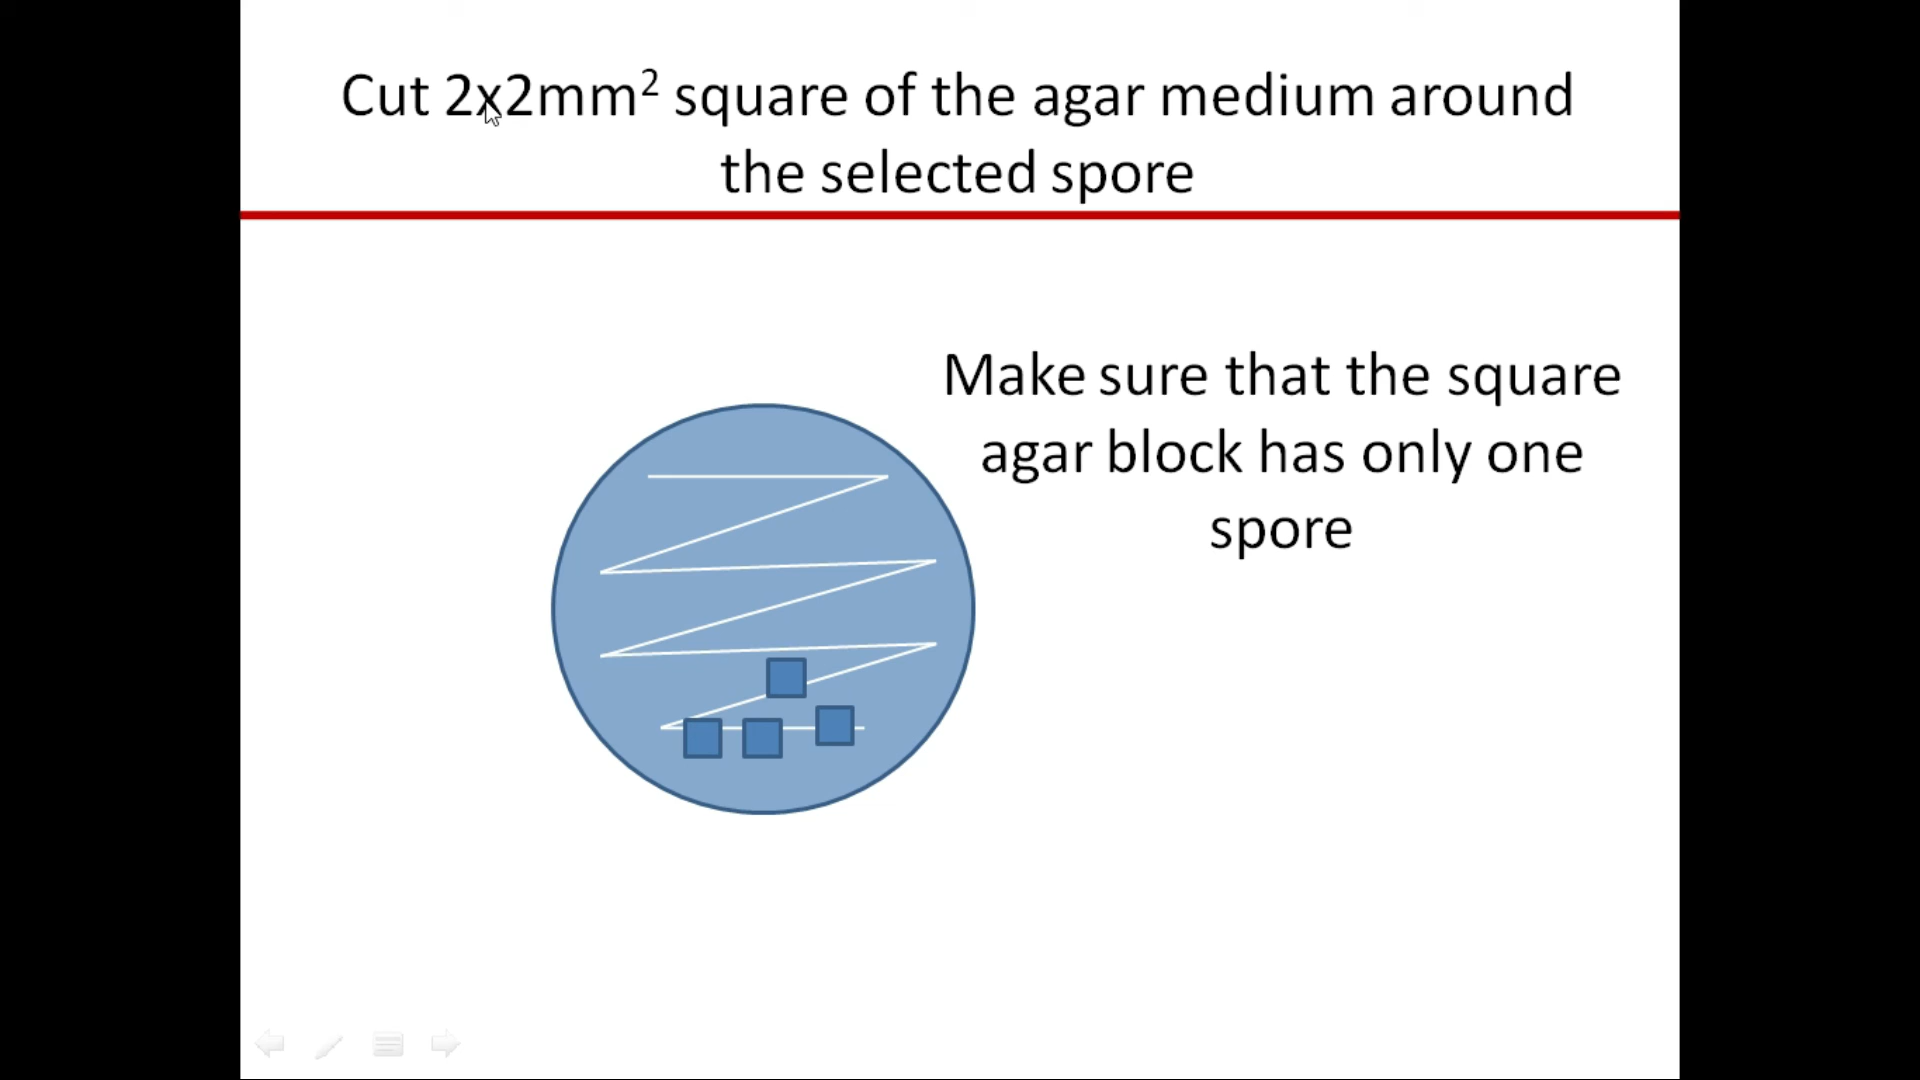 Cut 2x2mm² square of the agar medium around
the selected spore
Make sure that the square
agar block has only one
spore